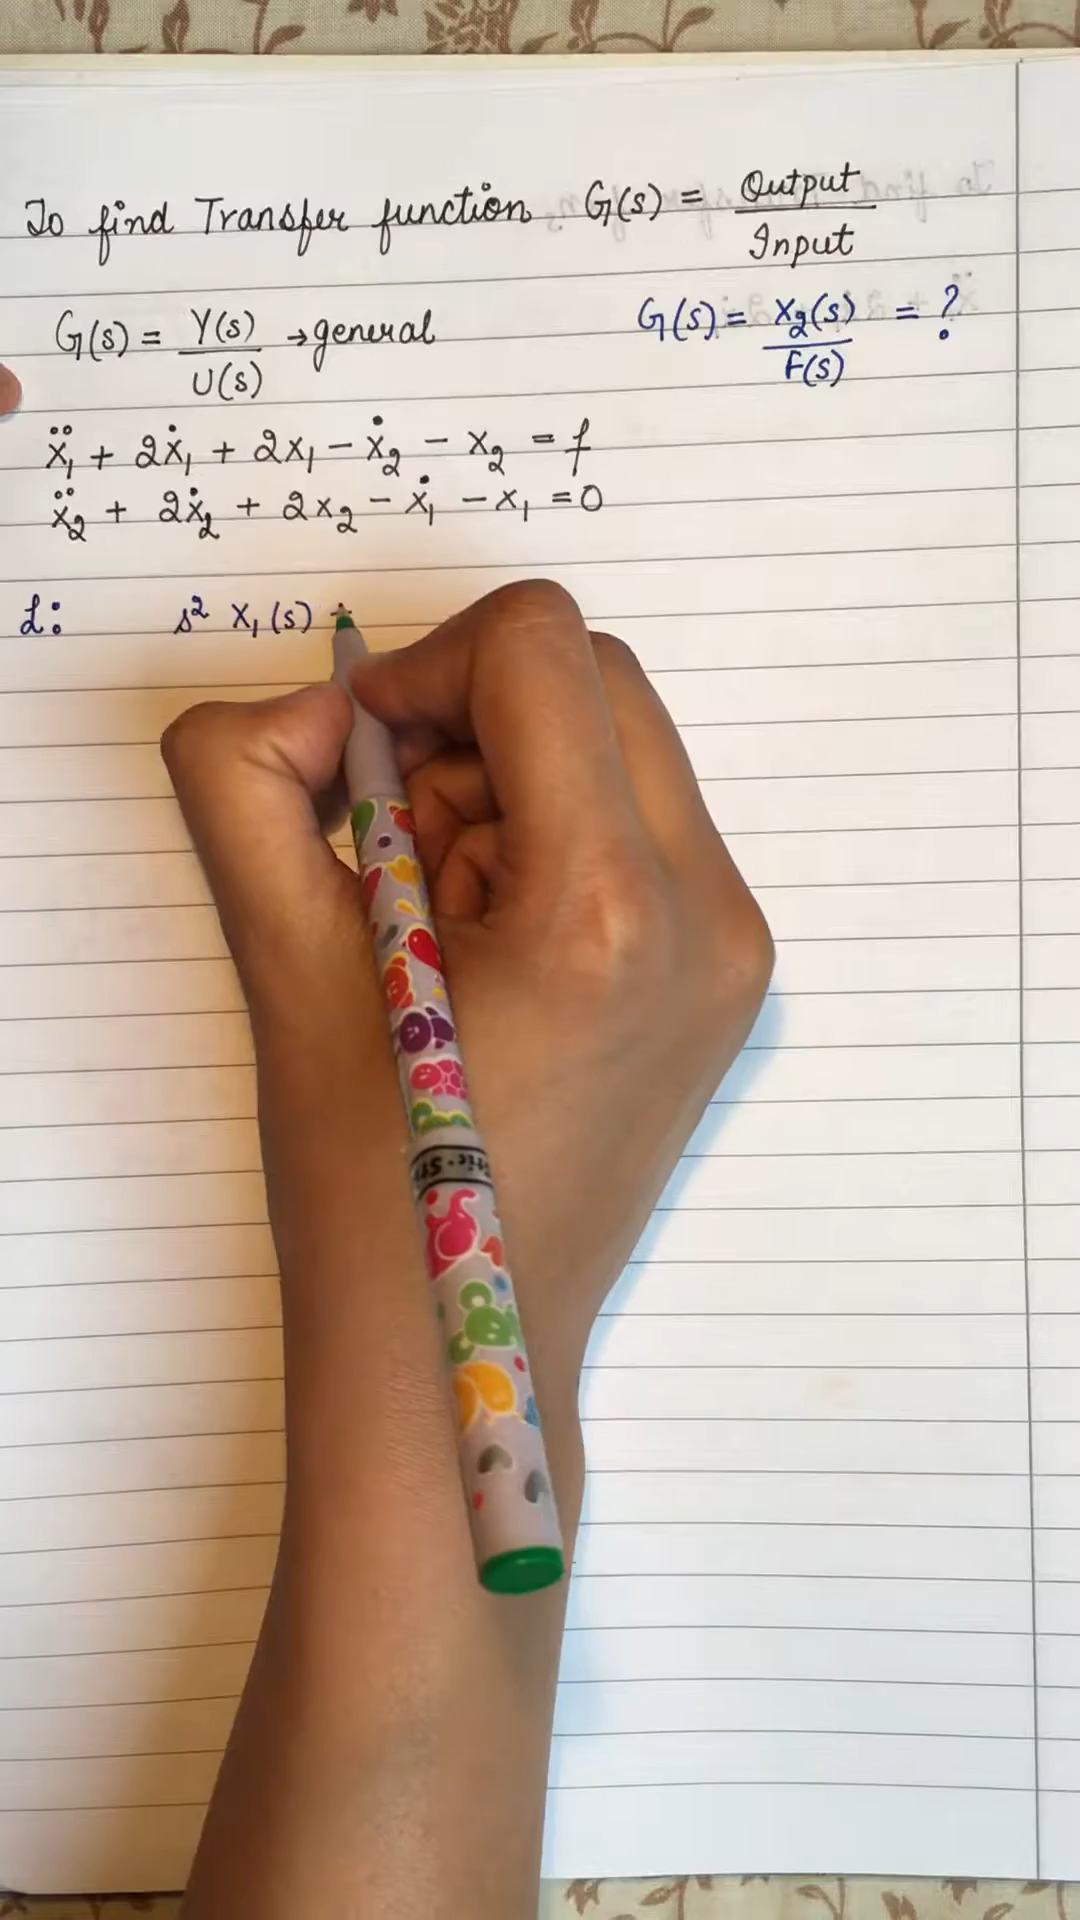 To find Transfer function G(s) = Output / Input
G(s) = Y(s) / U(s) → general
G(s) = X₂(s) / F(s) = ?
ẍ₁ + 2ẋ₁ + 2x₁ − ẋ₂ − x₂ = f
ẍ₂ + 2ẋ₂ + 2x₂ − ẋ₁ − x₁ = 0
ℒ: s² X₁(s) +